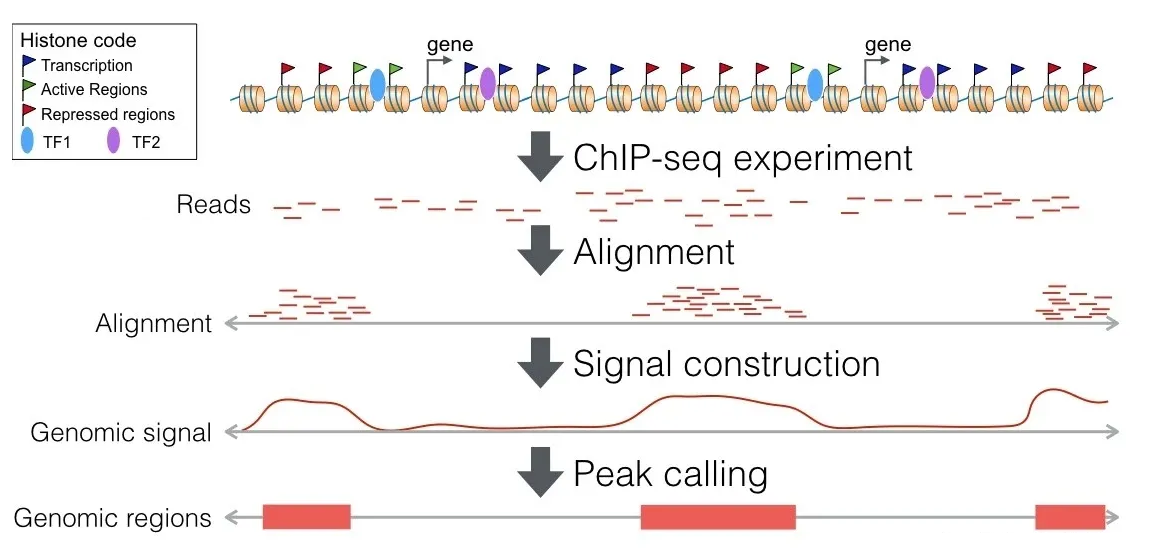 Histone code
Transcription
Active Regions
Repressed regions
TF1 TF2
gene gene
ChIP-seq experiment
Reads
Alignment
Alignment
Signal construction
Genomic signal
Peak calling
Genomic regions